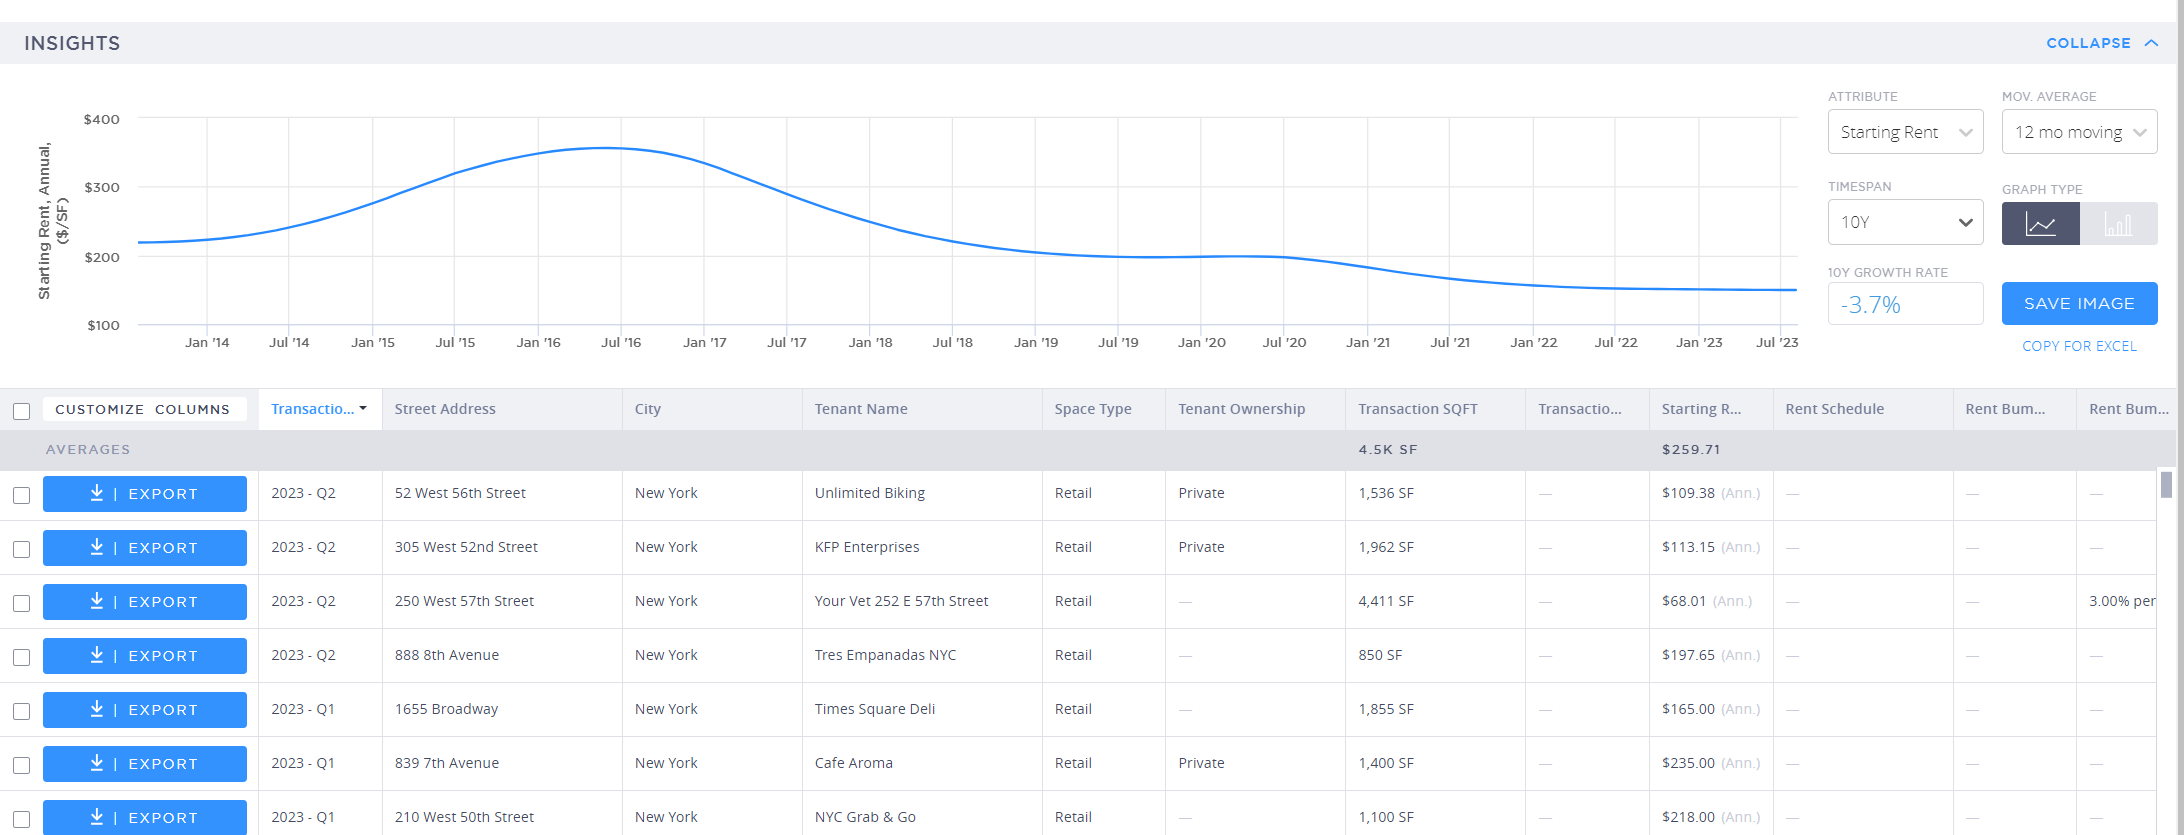 INSIGHTS
COLLAPSE
Starting Rent, Annual,
($/SF)
$400
$300
$200
$100
Jan '14 Jul '14 Jan '15 Jul '15 Jan '16 Jul '16 Jan '17 Jul '17 Jan '18 Jul '18 Jan '19 Jul '19 Jan '20 Jul '20 Jan '21 Jul '21 Jan '22 Jul '22 Jan '23 Jul '23
ATTRIBUTE MOV. AVERAGE
Starting Rent 12 mo moving
TIMESPAN GRAPH TYPE
10Y
10Y GROWTH RATE
-3.7% SAVE IMAGE
COPY FOR EXCEL
CUSTOMIZE COLUMNS Transactio... Street Address City Tenant Name Space Type Tenant Ownership Transaction SQFT Transactio... Starting R... Rent Schedule Rent Bum... Rent Bum...
AVERAGES 4.5K SF $259.71
| EXPORT 2023 - Q2 52 West 56th Street New York Unlimited Biking Retail Private 1,536 SF — $109.38 (Ann.) — — —
| EXPORT 2023 - Q2 305 West 52nd Street New York KFP Enterprises Retail Private 1,962 SF — $113.15 (Ann.) — — —
| EXPORT 2023 - Q2 250 West 57th Street New York Your Vet 252 E 57th Street Retail — 4,411 SF — $68.01 (Ann.) — — 3.00% per
| EXPORT 2023 - Q2 888 8th Avenue New York Tres Empanadas NYC Retail — 850 SF — $197.65 (Ann.) — — —
| EXPORT 2023 - Q1 1655 Broadway New York Times Square Deli Retail — 1,855 SF — $165.00 (Ann.) — — —
| EXPORT 2023 - Q1 839 7th Avenue New York Cafe Aroma Retail Private 1,400 SF — $235.00 (Ann.) — — —
| EXPORT 2023 - Q1 210 West 50th Street New York NYC Grab & Go Retail — 1,100 SF — $218.00 (Ann.) — — —